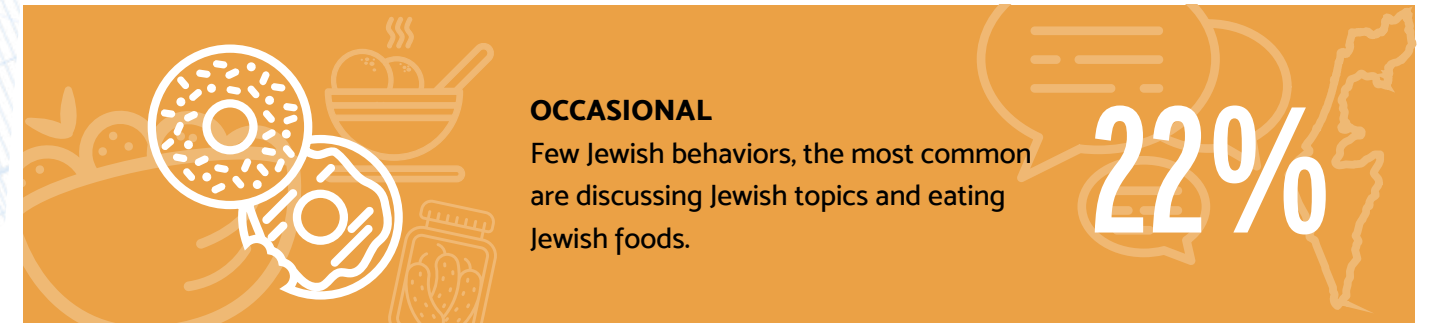 OCCASIONAL
Few Jewish behaviors, the most common
are discussing Jewish topics and eating
Jewish foods.
22%